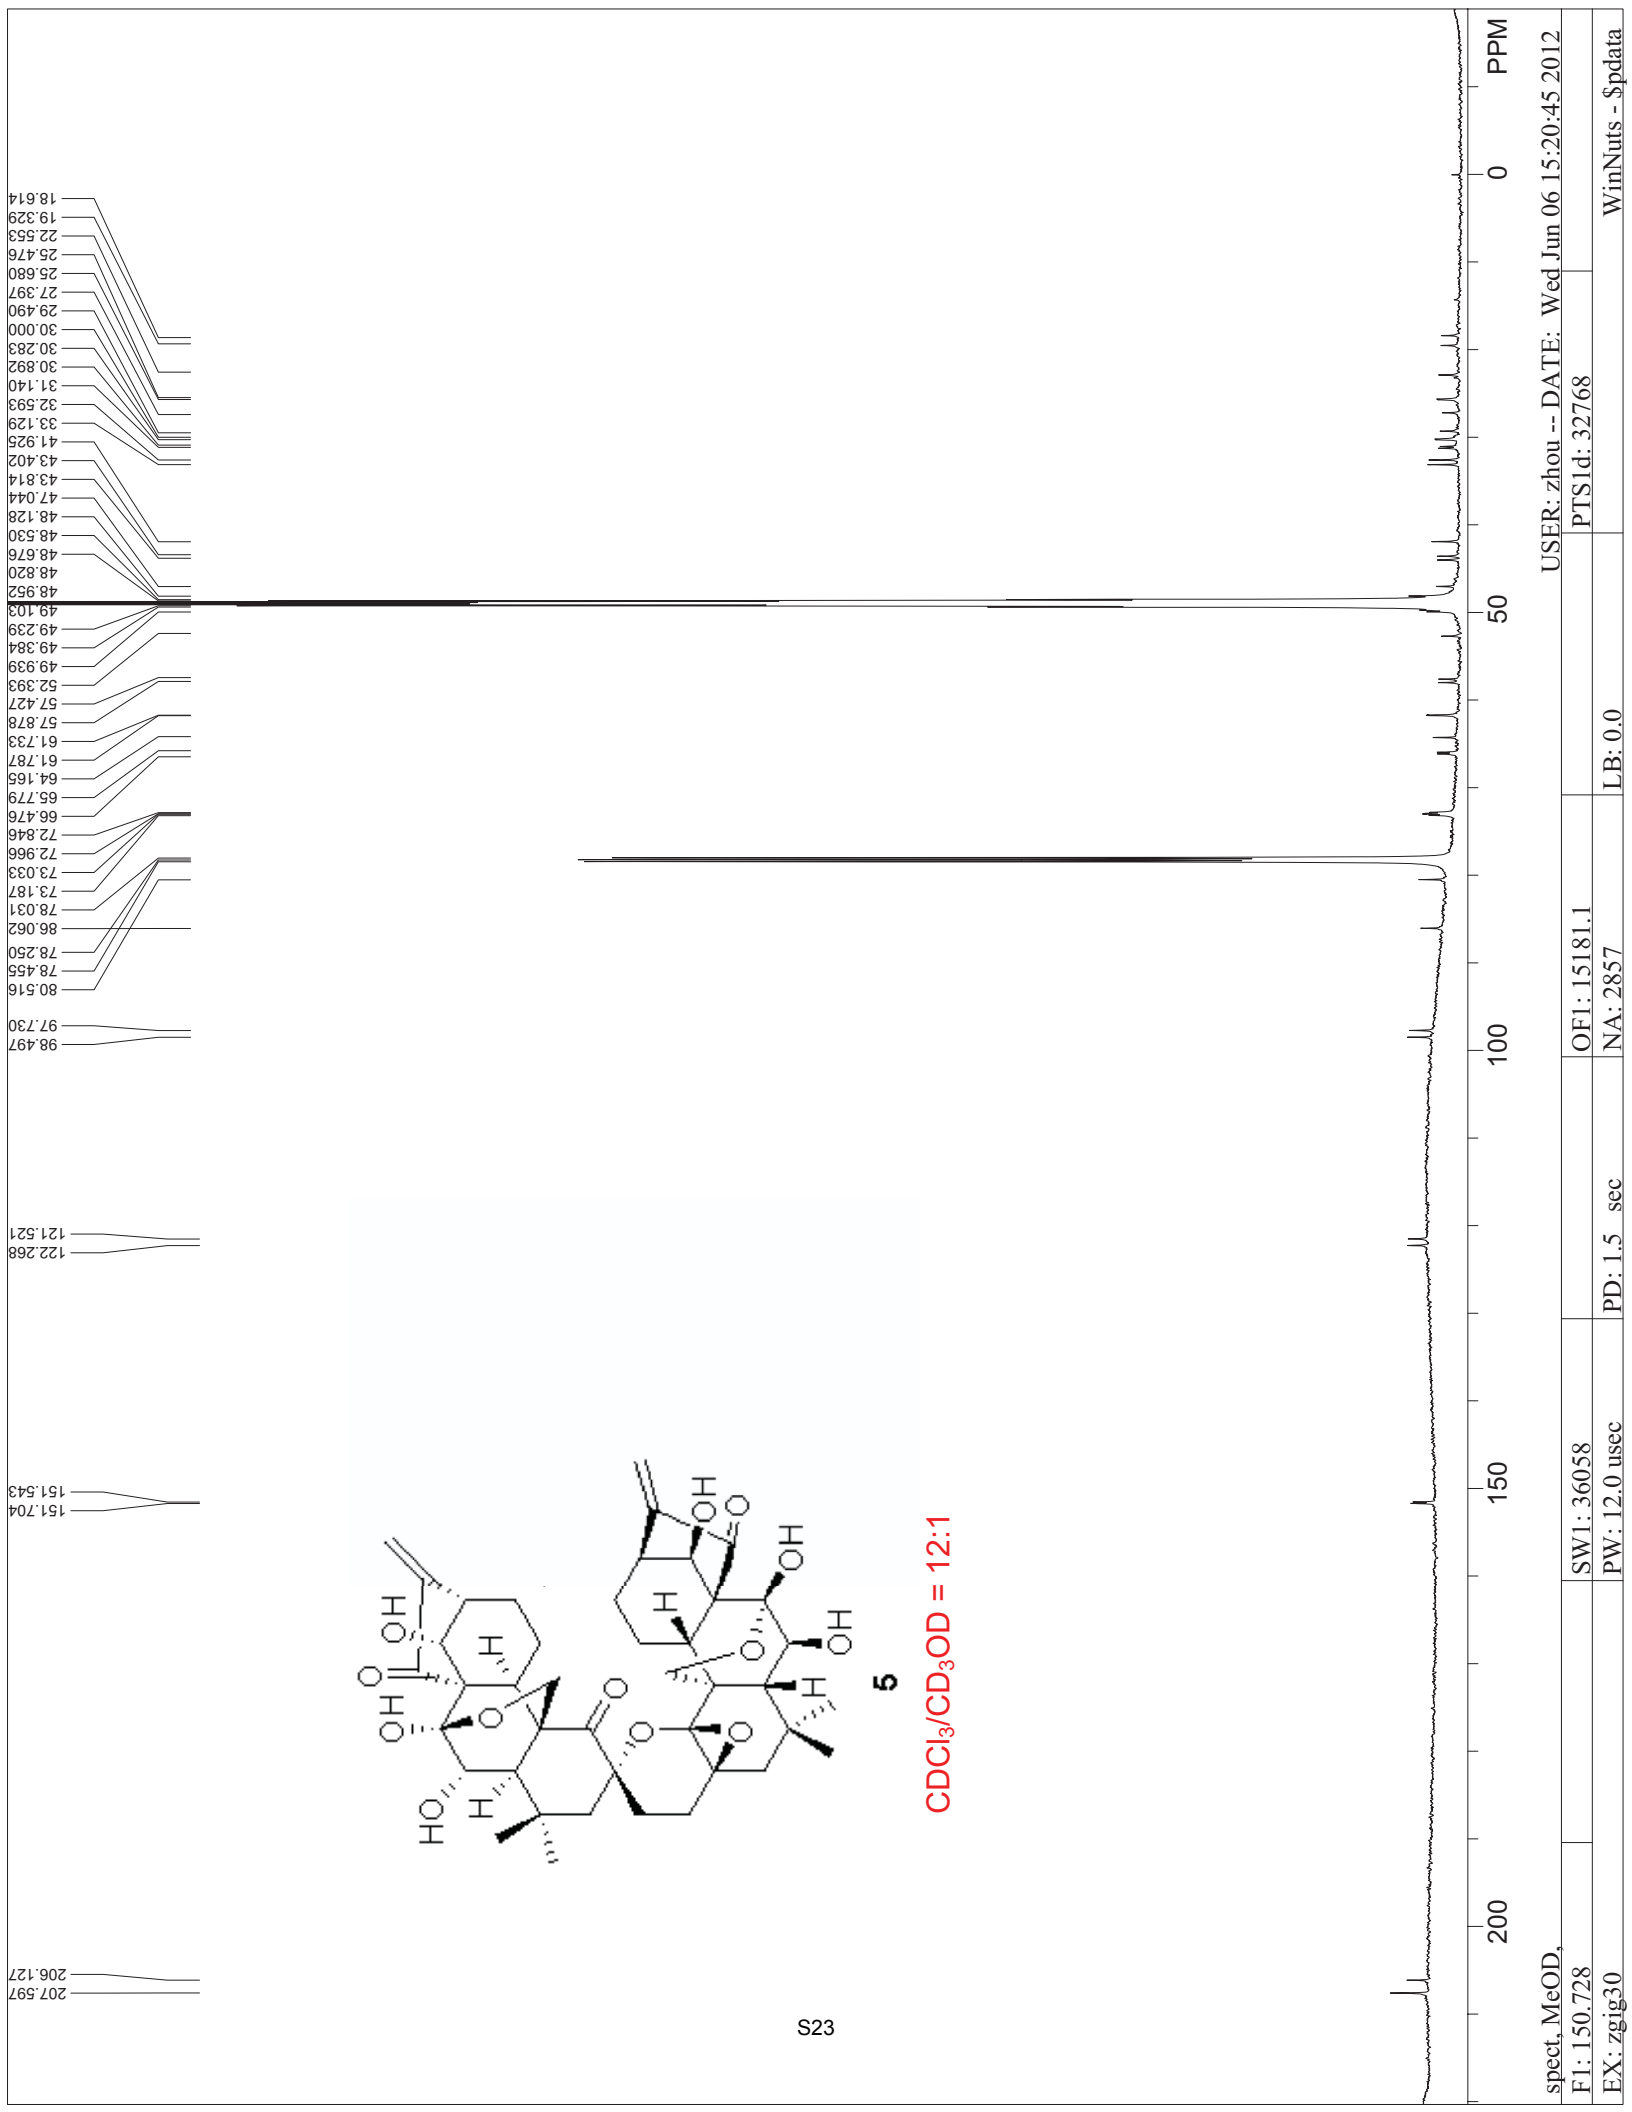 207.597
206.127
151.704
151.543
122.268
121.521
98.497
97.730
80.516
78.455
78.250
86.062
78.031
73.187
73.033
72.966
72.846
66.476
65.779
64.165
61.787
61.733
57.878
57.427
52.393
49.939
49.384
49.239
49.103
48.952
48.820
48.676
48.530
48.128
47.044
43.814
43.402
41.925
33.129
32.593
31.140
30.892
30.283
30.000
29.490
27.397
25.680
25.476
22.553
19.329
18.614
O
OH
OH
HO
H
H
O
O
O
O
O
H
H
OH
OH
OH
O
5
CDCl₃/CD₃OD = 12:1
200
150
100
50
0
PPM
spect, MeOD,
USER: zhou -- DATE: Wed Jun 06 15:20:45 2012
F1: 150.728
SW1: 36058
OF1: 15181.1
PTS1d: 32768
EX: zgig30
PW: 12.0 usec
PD: 1.5 sec
NA: 2857
LB: 0.0
WinNuts - $pdata
S23